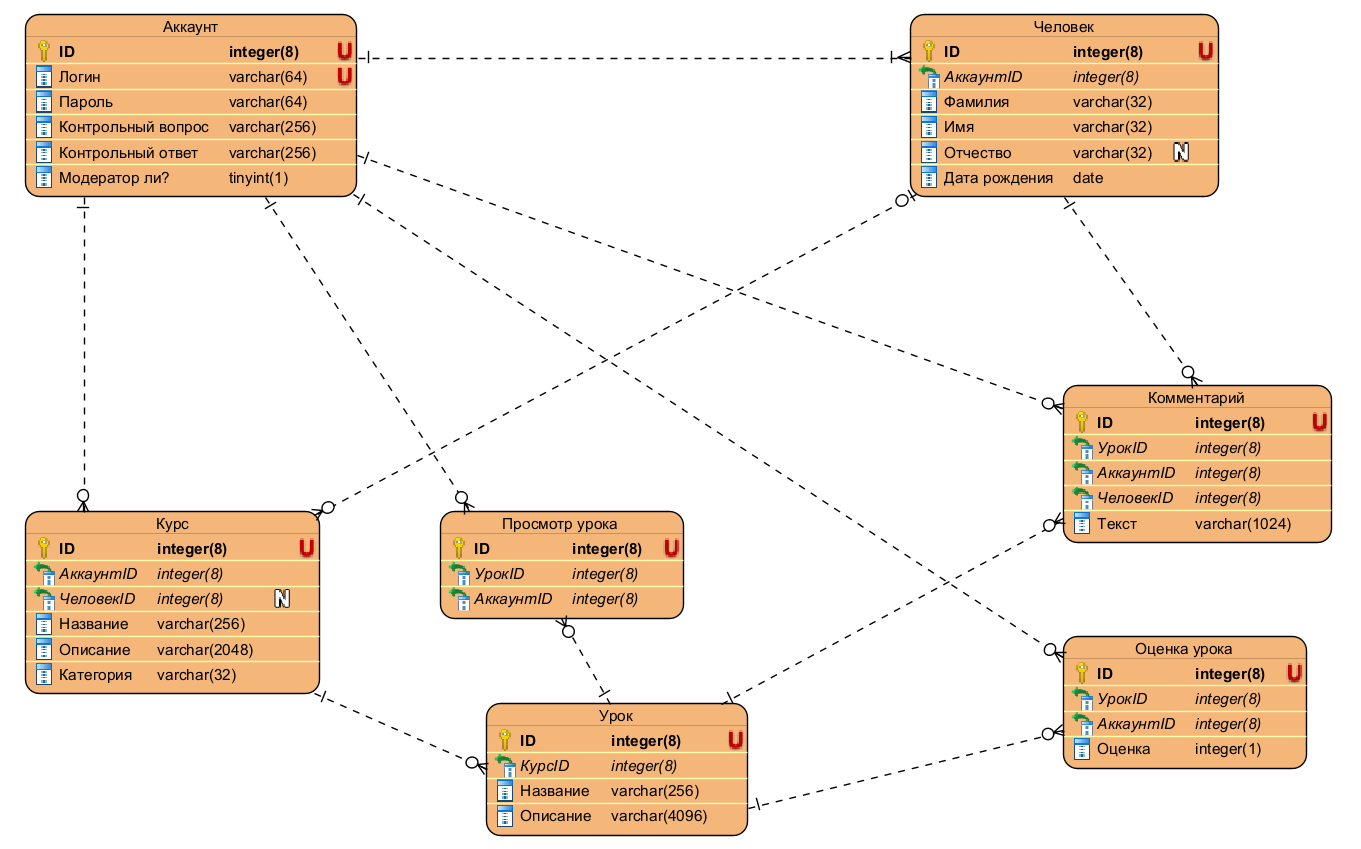 Аккаунт
ID integer(8) U
Логин varchar(64) U
Пароль varchar(64)
Контрольный вопрос varchar(256)
Контрольный ответ varchar(256)
Модератор ли? tinyint(1)
Человек
ID integer(8) U
АккаунтID integer(8)
Фамилия varchar(32)
Имя varchar(32)
Отчество varchar(32) N
Дата рождения date
Комментарий
ID integer(8) U
УрокID integer(8)
АккаунтID integer(8)
ЧеловекID integer(8)
Текст varchar(1024)
Курс
ID integer(8) U
АккаунтID integer(8)
ЧеловекID integer(8) N
Название varchar(256)
Описание varchar(2048)
Категория varchar(32)
Просмотр урока
ID integer(8) U
УрокID integer(8)
АккаунтID integer(8)
Оценка урока
ID integer(8) U
УрокID integer(8)
АккаунтID integer(8)
Оценка integer(1)
Урок
ID integer(8) U
КурсID integer(8)
Название varchar(256)
Описание varchar(4096)